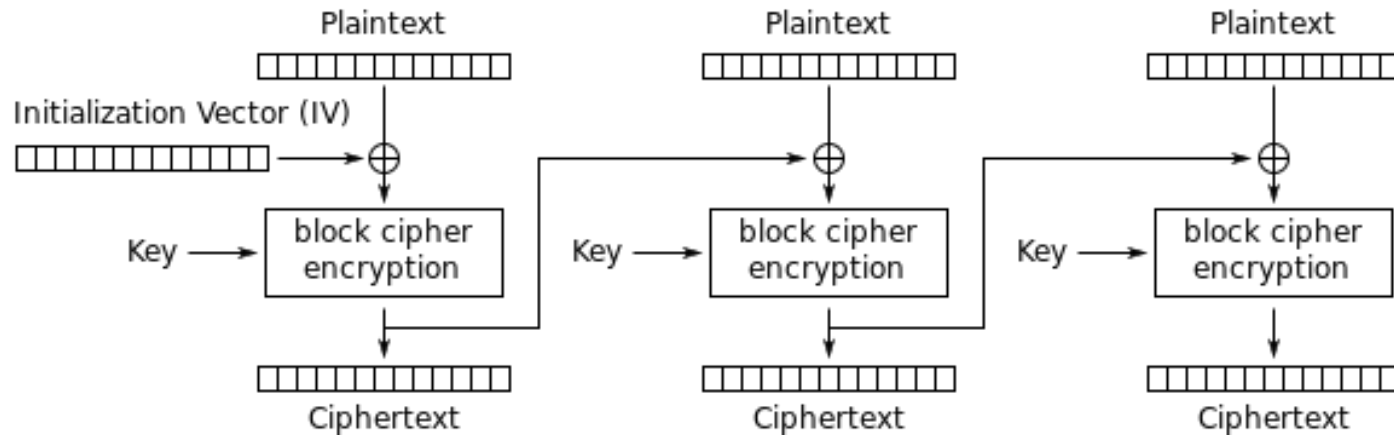 Plaintext
Plaintext
Plaintext
Initialization Vector (IV)
Key
block cipher
encryption
Key
block cipher
encryption
Key
block cipher
encryption
Ciphertext
Ciphertext
Ciphertext